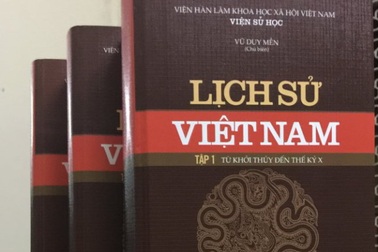 VIỆN HÀN LÂM KHOA HỌC XÃ HỘI VIỆT NAM
VIỆN SỬ HỌC
VŨ DUY MỀN
(Chủ biên)
LỊCH SỬ
VIỆT NAM
TẬP 1 TỪ KHỞI THỦY ĐẾN THẾ KỶ X
VIỆN